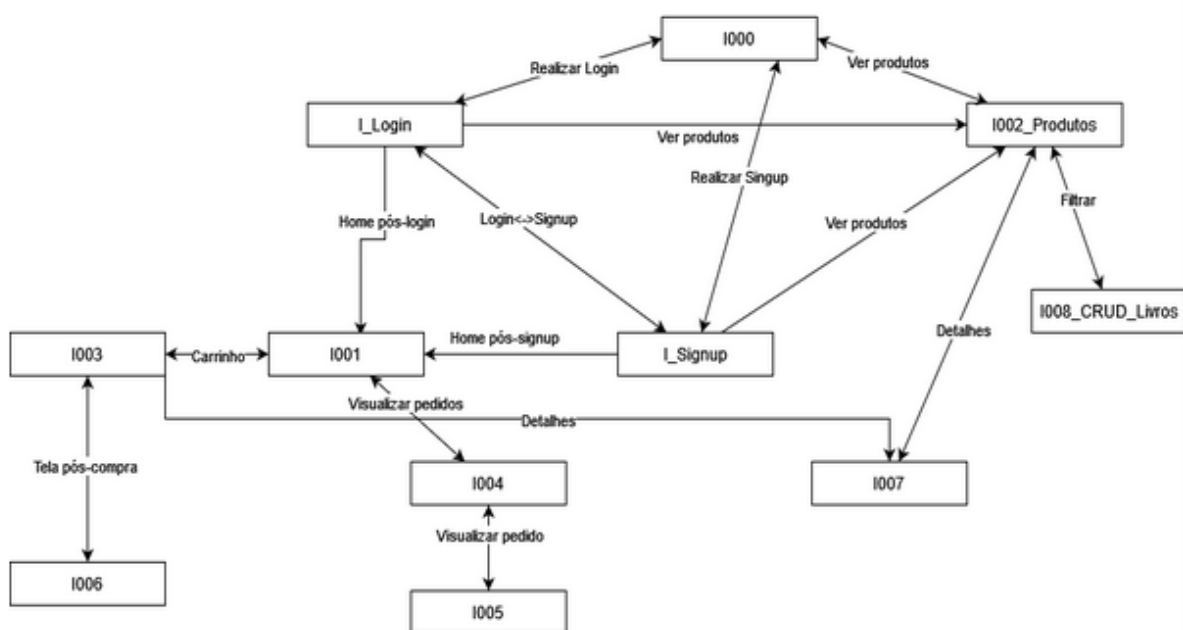 I000
Realizar Login
Ver produtos
I_Login
I002_Produtos
Ver produtos
Realizar Singup
Filtrar
Home pós-login
Login<->Signup
Ver produtos
I008_CRUD_Livros
Detalhes
Home pós-signup
I003
Carrinho
I001
I_Signup
Visualizar pedidos
Detalhes
Tela pós-compra
I004
I007
Visualizar pedido
I006
I005